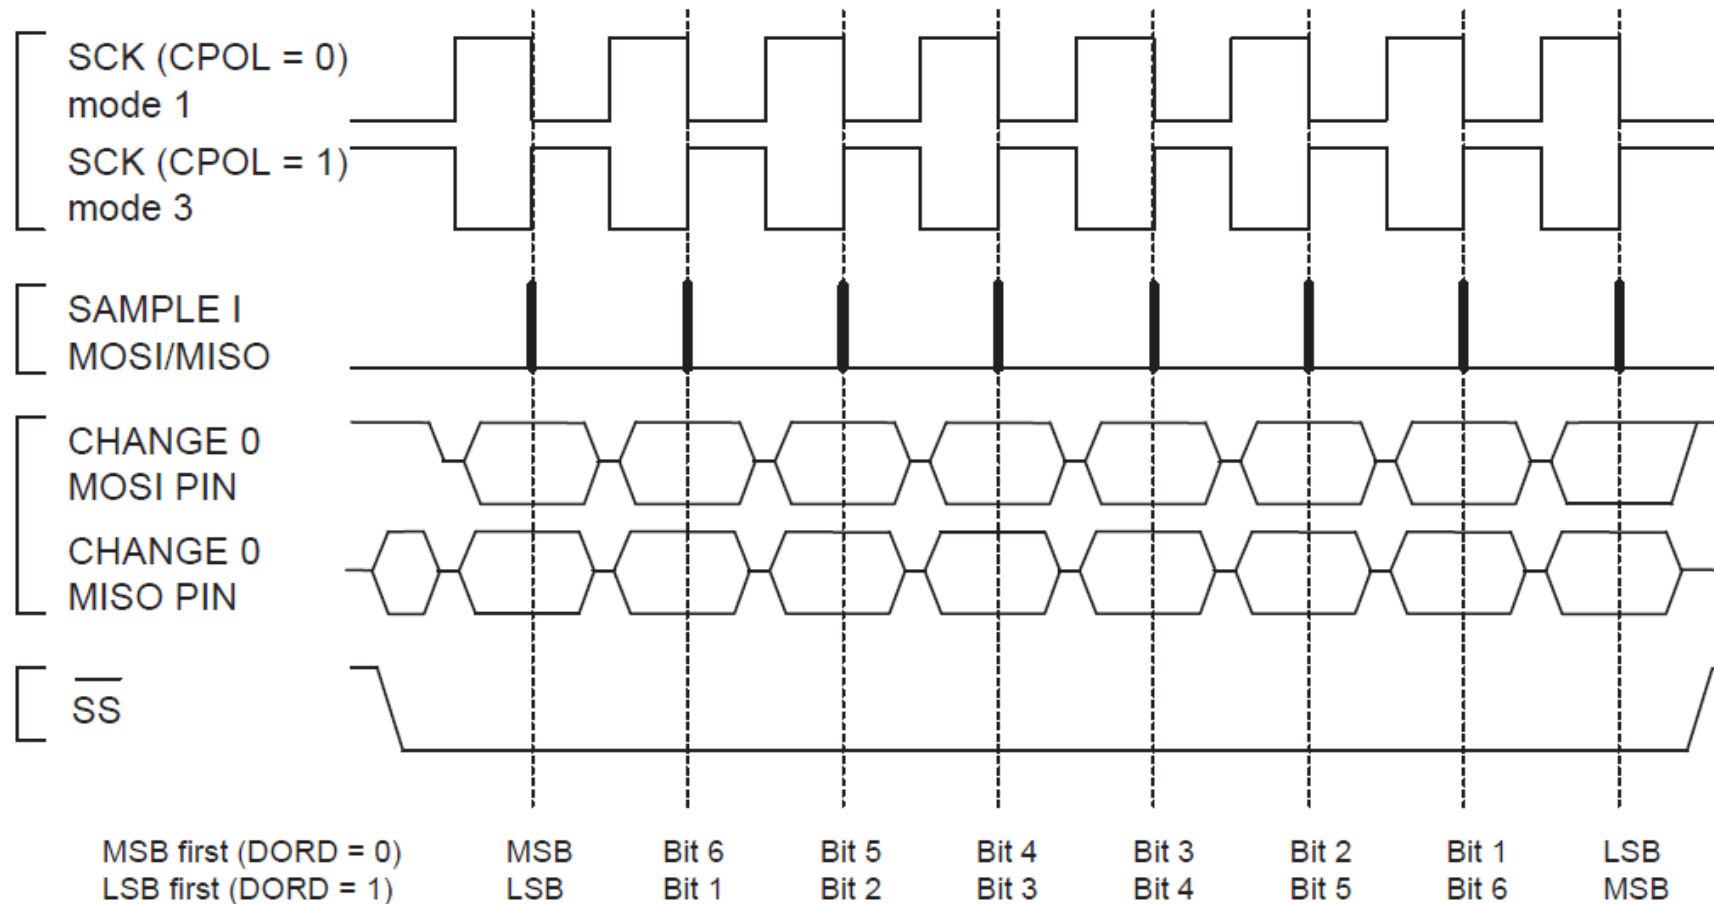 SCK (CPOL = 0)
mode 1
SCK (CPOL = 1)
mode 3
SAMPLE I
MOSI/MISO
CHANGE 0
MOSI PIN
CHANGE 0
MISO PIN
SS
MSB first (DORD = 0) MSB Bit 6 Bit 5 Bit 4 Bit 3 Bit 2 Bit 1 LSB
LSB first (DORD = 1) LSB Bit 1 Bit 2 Bit 3 Bit 4 Bit 5 Bit 6 MSB